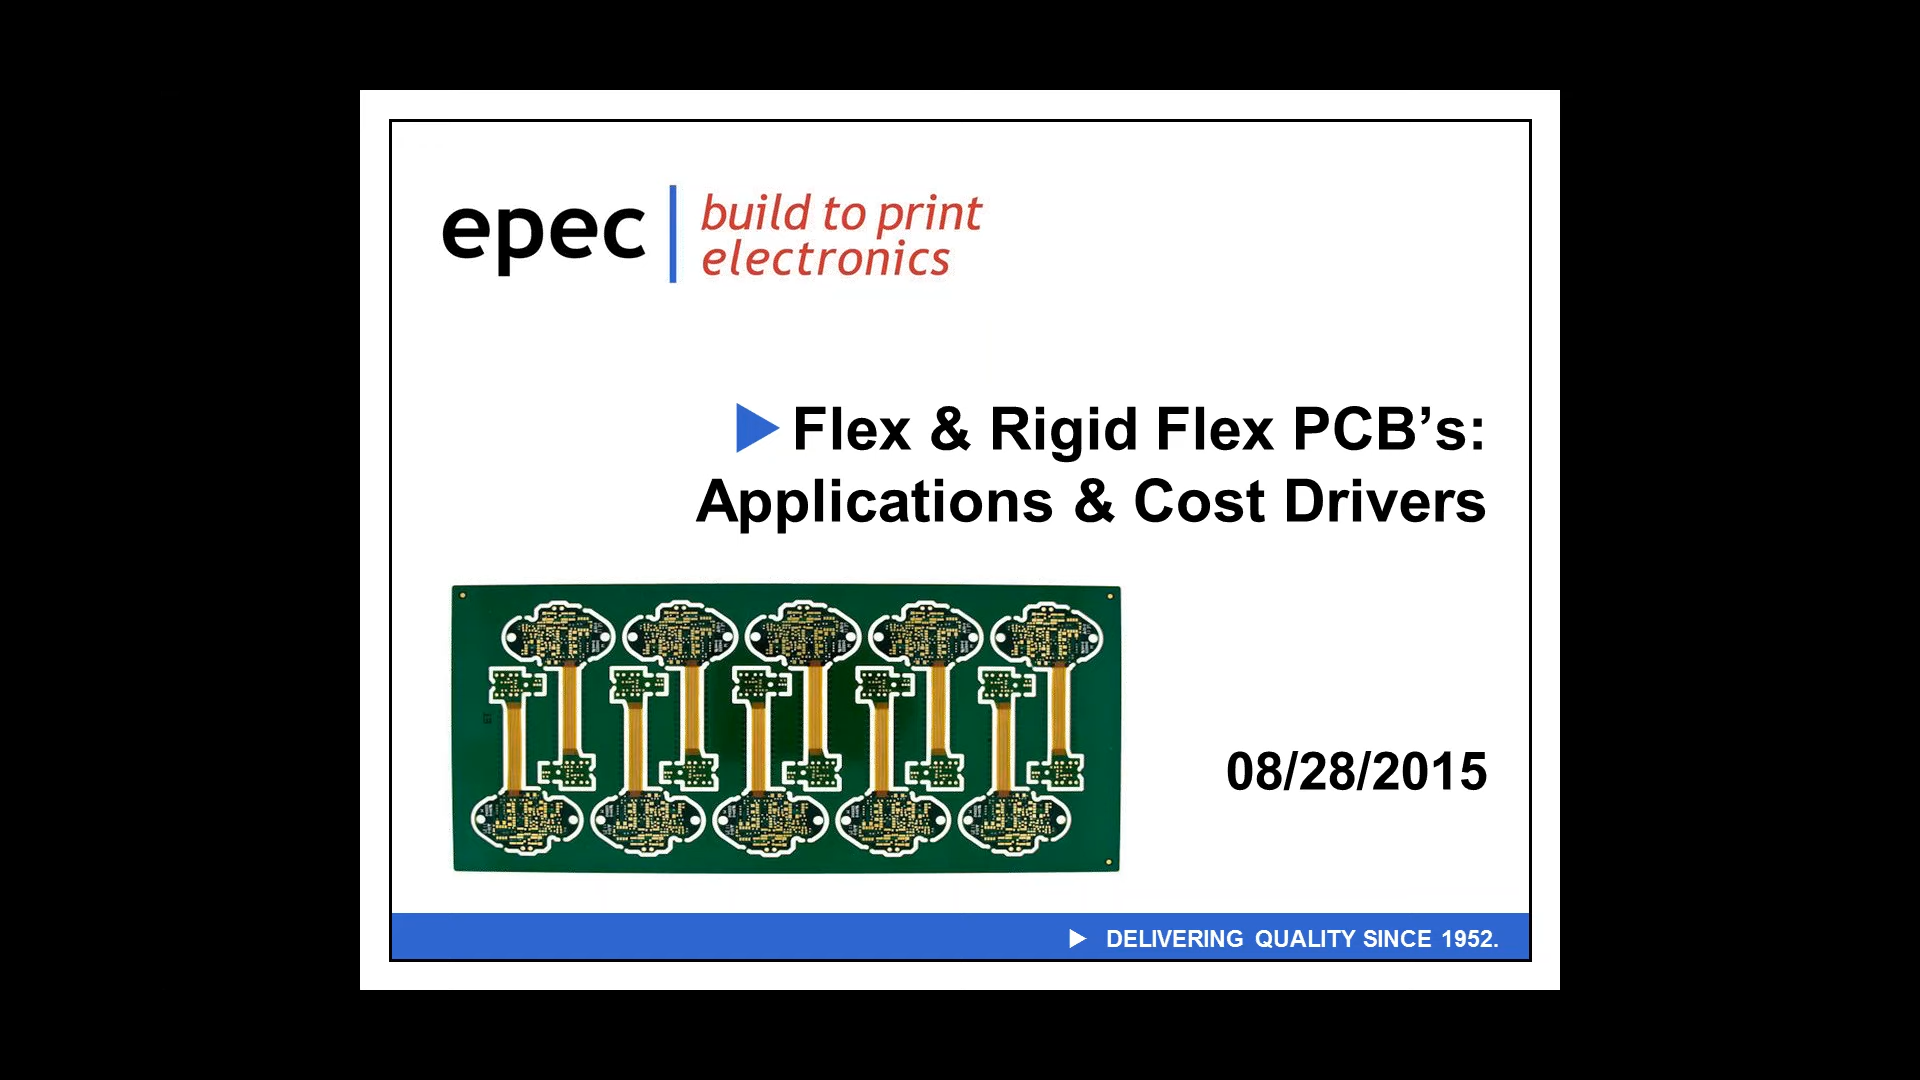 epec
build to print
electronics
Flex & Rigid Flex PCB’s:
Applications & Cost Drivers
08/28/2015
DELIVERING QUALITY SINCE 1952.